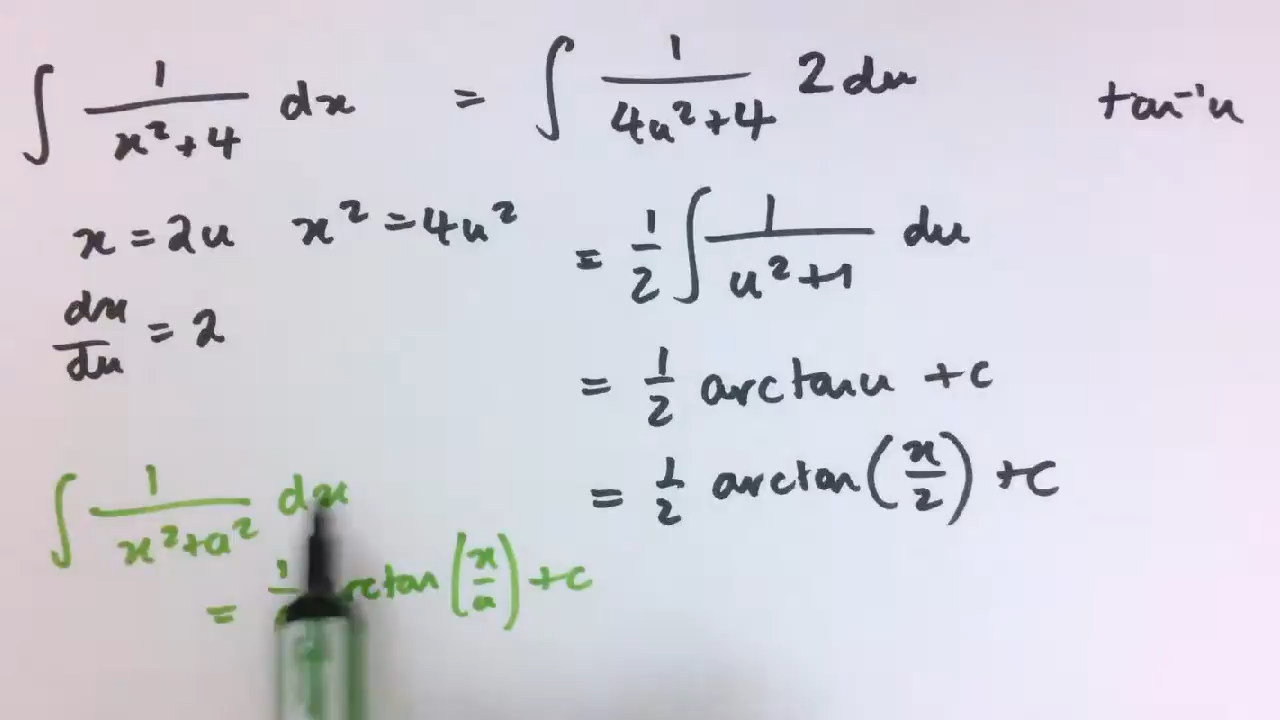 ∫ 1/(x²+4) dx = ∫ 1/(4u²+4) 2du tan⁻¹u
x = 2u x² = 4u² = 1/2 ∫ 1/(u²+1) du
dx/du = 2
= 1/2 arctanu + c
∫ 1/(x²+a²) dx = 1/2 arctan(x/2) + c
= arctan(x/a) + c